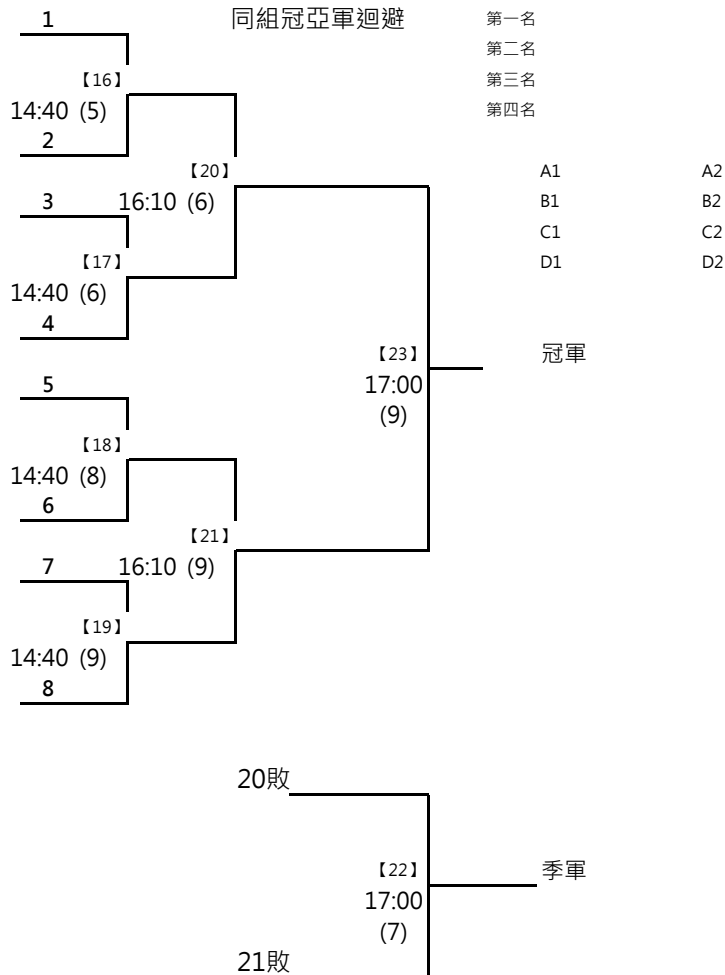 1
同組冠亞軍迴避
第一名
第二名
【16】
第三名
14:40 (5)
第四名
2
【20】
A1 A2
3
16:10 (6)
B1 B2
【17】
C1 C2
14:40 (6)
D1 D2
4
【23】
冠軍
5
17:00
(9)
【18】
14:40 (8)
6
【21】
7
16:10 (9)
【19】
14:40 (9)
8
20敗
【22】
季軍
17:00
(7)
21敗